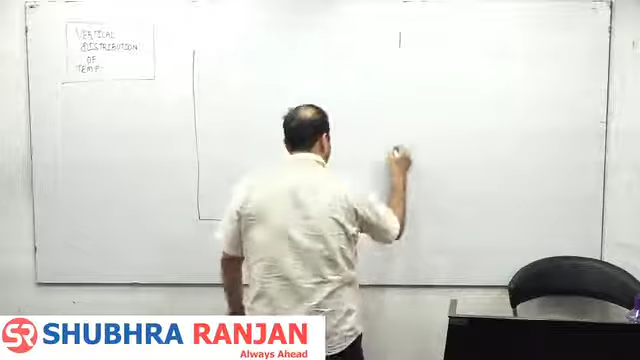 VERTICAL
DISTRIBUTION
OF
TEMP.
SR SHUBHRA RANJAN
Always Ahead